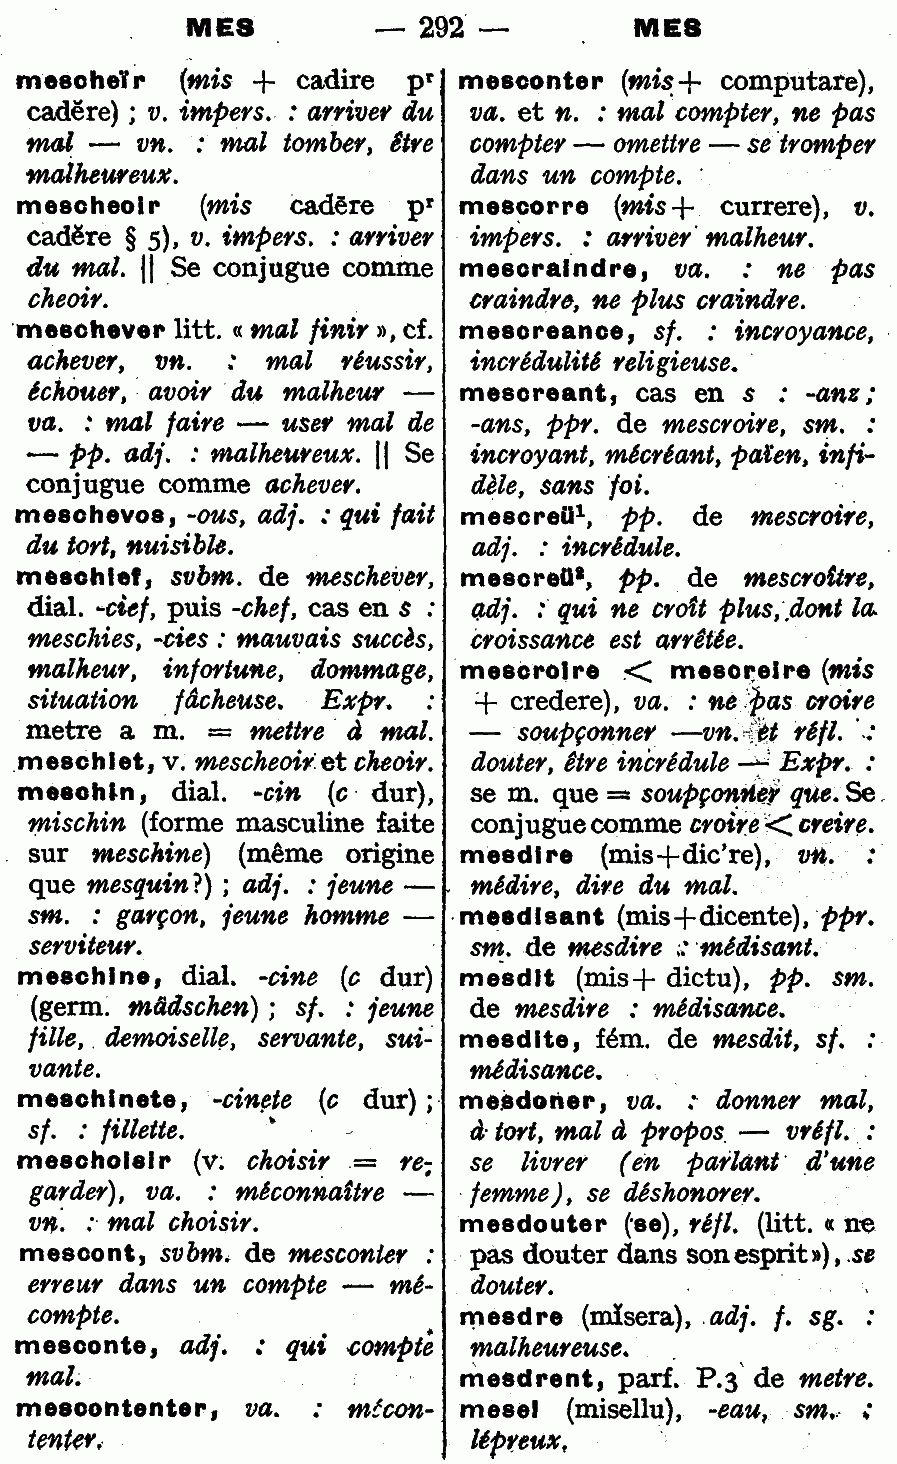 MES — 292 — MES
mescheïr (mis + cadire pʳ
cadĕre) ; v. impers. : arriver du
mal — vn. : mal tomber, être
malheureux.
mescheoir (mis cadēre pʳ
cadĕre § 5), v. impers. : arriver
du mal. || Se conjugue comme
cheoir.
meschever litt. « mal finir », cf.
achever, vn. : mal réussir,
échouer, avoir du malheur —
va. : mal faire — user mal de
— pp. adj. : malheureux. || Se
conjugue comme achever.
meschevos, -ous, adj. : qui fait
du tort, nuisible.
meschief, svbm. de meschever,
dial. -cief, puis -chef, cas en s :
meschies, -cies : mauvais succès,
malheur, infortune, dommage,
situation fâcheuse. Expr. :
metre a m. = mettre à mal.
meschiet, v. mescheoir et cheoir.
meschin, dial. -cin (c dur),
mischin (forme masculine faite
sur meschine) (même origine
que mesquin?) ; adj. : jeune —
sm. : garçon, jeune homme —
serviteur.
meschine, dial. -cine (c dur)
(germ. mâdschen) ; sf. : jeune
fille, demoiselle, servante, sui-
vante.
meschinete, -cinete (c dur) ;
sf. : fillette.
meschoisir (v. choisir = re-
garder), va. : méconnaître —
vn. : mal choisir.
mescont, svbm. de mesconter :
erreur dans un compte — mé-
compte.
mesconte, adj. : qui compte
mal.
mescontenter, va. : mécon-
tenter.
mesconter (mis + computare),
va. et n. : mal compter, ne pas
compter — omettre — se tromper
dans un compte.
mescorre (mis + currere), v.
impers. : arriver malheur.
mescraindre, va. : ne pas
craindre, ne plus craindre.
mescreance, sf. : incroyance,
incrédulité religieuse.
mescreant, cas en s : -anz ;
-ans, ppr. de mescroire, sm. :
incroyant, mécréant, païen, infi-
dèle, sans foi.
mescreü¹, pp. de mescroire,
adj. : incrédule.
mescreü², pp. de mescroître,
adj. : qui ne croît plus, dont la
croissance est arrêtée.
mescroire < mescreire (mis
+ credere), va. : ne pas croire
— soupçonner —vn. et réfl. :
douter, être incrédule — Expr. :
se m. que = soupçonner que. Se
conjugue comme croire < creire.
mesdire (mis+dic're), vn. :
médire, dire du mal.
mesdisant (mis+dicente), ppr.
sm. de mesdire : médisant.
mesdit (mis+ dictu), pp. sm.
de mesdire : médisance.
mesdite, fém. de mesdit, sf. :
médisance.
mesdoner, va. : donner mal,
à tort, mal à propos — vréfl. :
se livrer (en parlant d'une
femme), se déshonorer.
mesdouter (se), réfl. (litt. « ne
pas douter dans son esprit »), se
douter.
mesdre (mĭsera), adj. f. sg. :
malheureuse.
mesdrent, parf. P.3 de metre.
mesel (misellu), -eau, sm. :
lépreux,